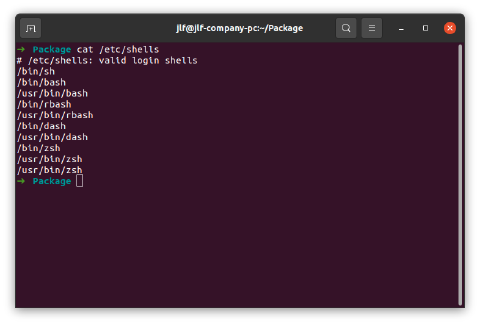 jlf@jlf-company-pc:~/Package
➜ Package cat /etc/shells
# /etc/shells: valid login shells
/bin/sh
/bin/bash
/usr/bin/bash
/bin/rbash
/usr/bin/rbash
/bin/dash
/usr/bin/dash
/bin/zsh
/usr/bin/zsh
/usr/bin/zsh
➜ Package